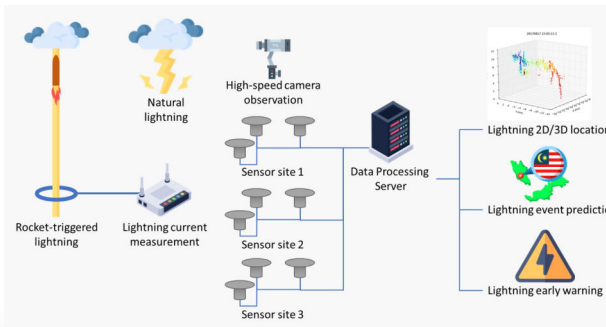 Natural
lightning
High-speed camera
observation
Sensor site 1
Data Processing
Server
Lightning 2D/3D location
Rocket-triggered
lightning
Lightning current
measurement
Sensor site 2
Lightning event prediction
Sensor site 3
Lightning early warning